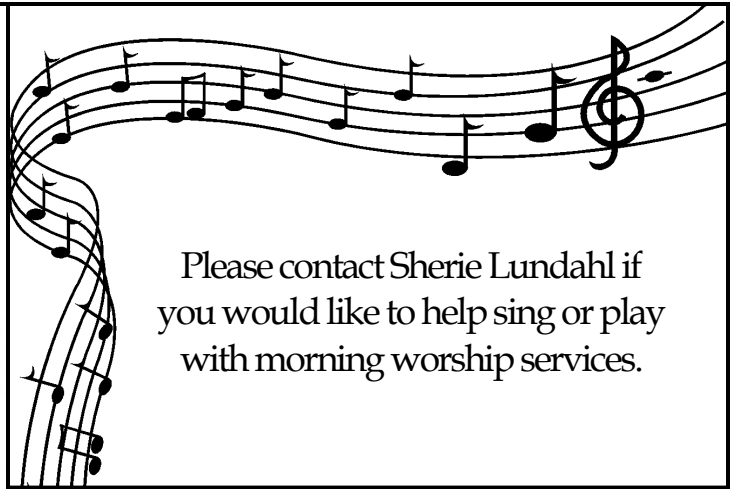 Please contact Sherie Lundahl if
you would like to help sing or play
with morning worship services.